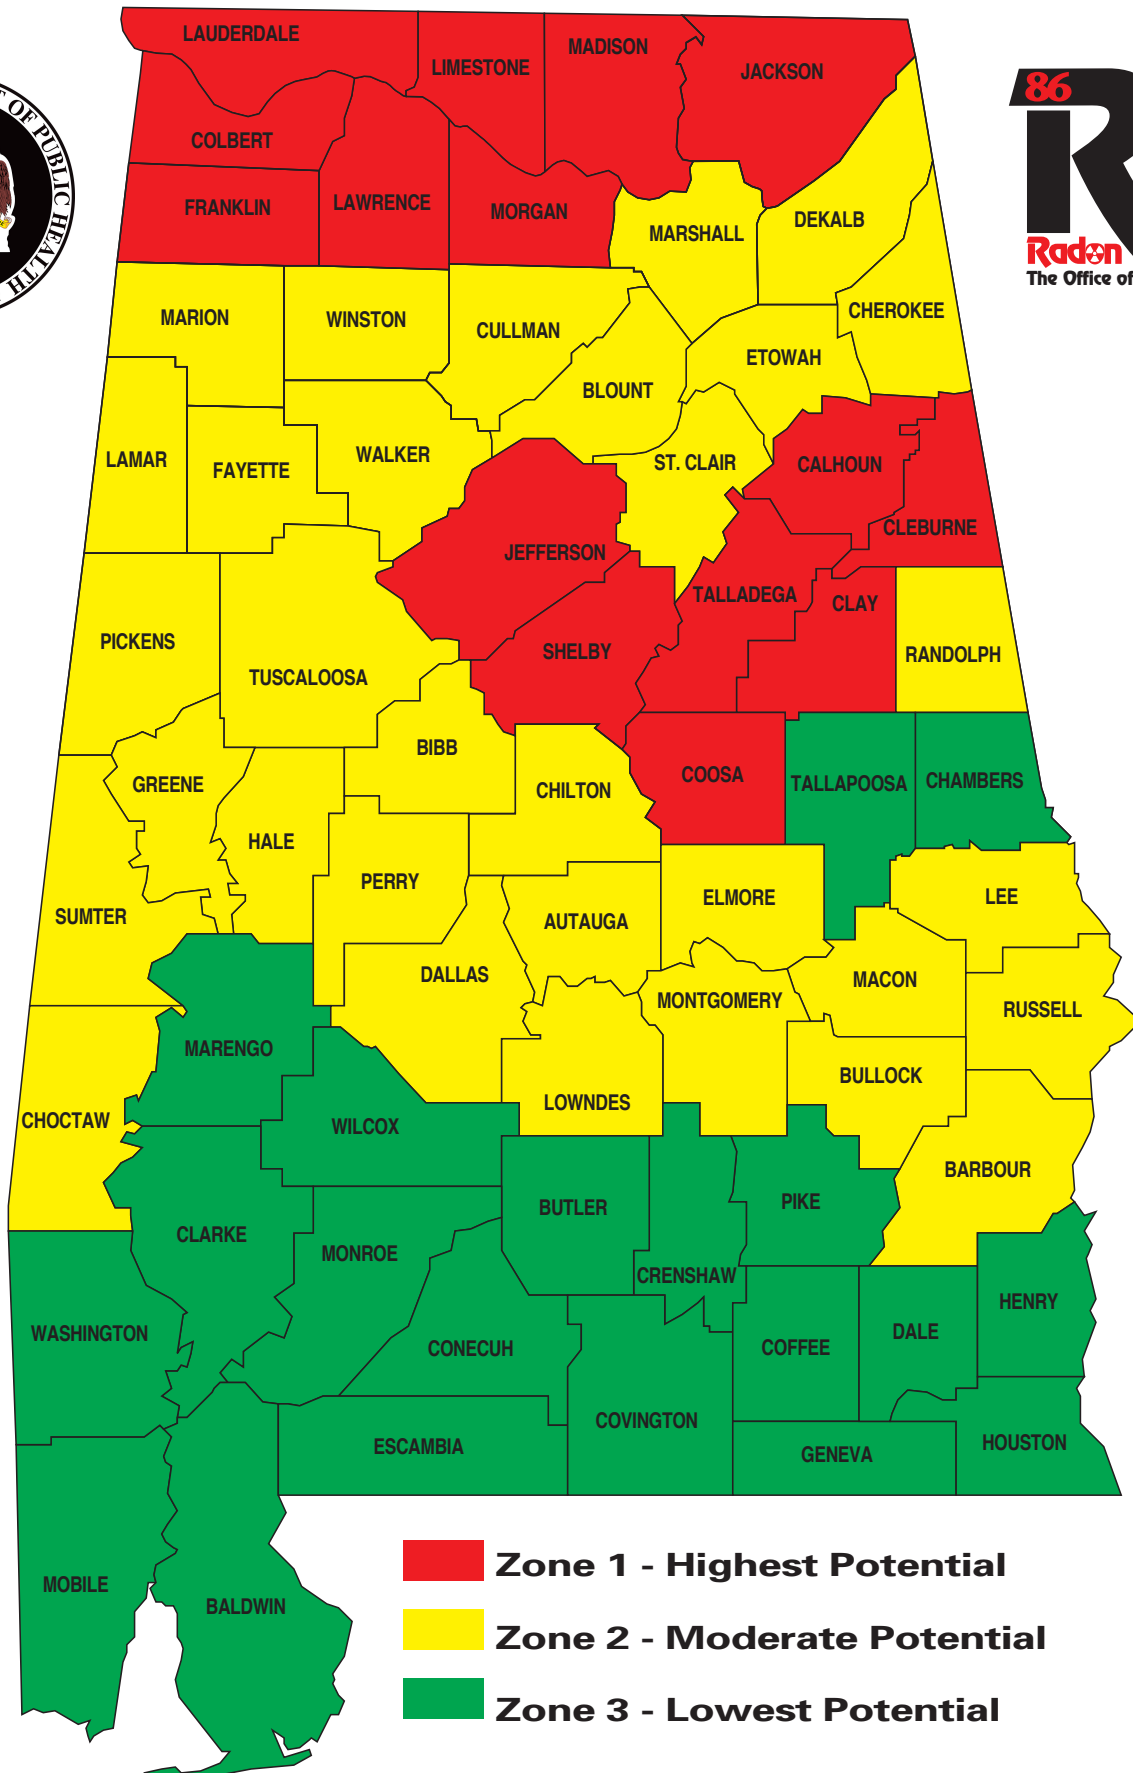 LAUDERDALE
LIMESTONE
MADISON
JACKSON
COLBERT
FRANKLIN
LAWRENCE
MORGAN
MARSHALL
DEKALB
OF PUBLIC HEALTH
86
R
Radon
The Office of
MARION
WINSTON
CULLMAN
CHEROKEE
ETOWAH
BLOUNT
LAMAR
FAYETTE
WALKER
ST. CLAIR
CALHOUN
CLEBURNE
JEFFERSON
TALLADEGA
CLAY
PICKENS
TUSCALOOSA
SHELBY
RANDOLPH
BIBB
GREENE
CHILTON
COOSA
TALLAPOOSA
CHAMBERS
HALE
PERRY
ELMORE
LEE
SUMTER
AUTAUGA
DALLAS
MACON
MONTGOMERY
RUSSELL
MARENGO
BULLOCK
CHOCTAW
WILCOX
LOWNDES
BARBOUR
CLARKE
BUTLER
PIKE
MONROE
CRENSHAW
HENRY
WASHINGTON
CONECUH
COFFEE
DALE
COVINGTON
ESCAMBIA
GENEVA
HOUSTON
MOBILE
BALDWIN
Zone 1 - Highest Potential
Zone 2 - Moderate Potential
Zone 3 - Lowest Potential